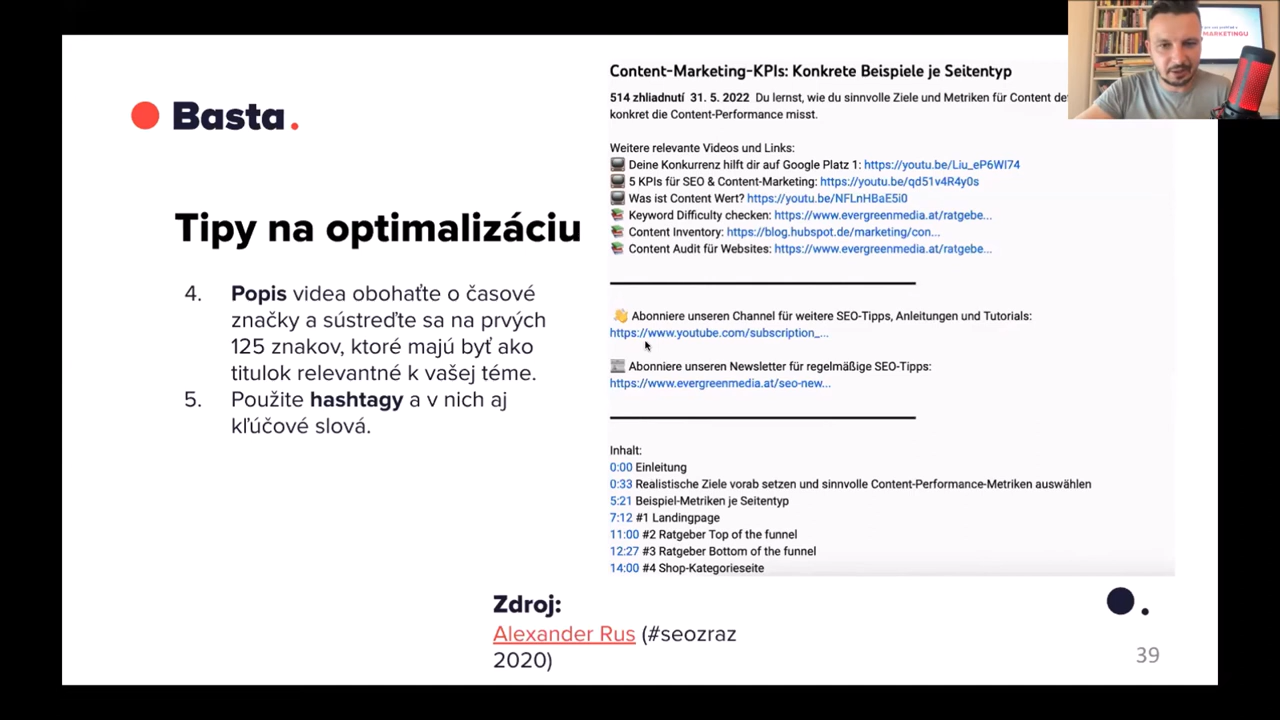 Basta.
Tipy na optimalizáciu
4. Popis videa obohaťte o časové
značky a sústreďte sa na prvých
125 znakov, ktoré majú byť ako
titulok relevantné k vašej téme.
5. Použite hashtagy a v nich aj
kľúčové slová.
Content-Marketing-KPIs: Konkrete Beispiele je Seitentyp
514 zhliadnutí 31. 5. 2022 Du lernst, wie du sinnvolle Ziele und Metriken für Content
konkret die Content-Performance misst.
Weitere relevante Videos und Links:
Deine Konkurrenz hilft dir auf Google Platz 1: https://youtu.be/Liu_eP6WI74
5 KPIs für SEO & Content-Marketing: https://youtu.be/qd51v4R4y0s
Was ist Content Wert? https://youtu.be/NFLnHBaE5i0
Keyword Difficulty checken: https://www.evergreenmedia.at/ratgebe...
Content Inventory: https://blog.hubspot.de/marketing/con...
Content Audit für Websites: https://www.evergreenmedia.at/ratgebe...
Abonniere unseren Channel für weitere SEO-Tipps, Anleitungen und Tutorials:
https://www.youtube.com/subscription_...
Abonniere unseren Newsletter für regelmäßige SEO-Tipps:
https://www.evergreenmedia.at/seo-new...
Inhalt:
0:00 Einleitung
0:33 Realistische Ziele vorab setzen und sinnvolle Content-Performance-Metriken auswählen
5:21 Beispiel-Metriken je Seitentyp
7:12 #1 Landingpage
11:00 #2 Ratgeber Top of the funnel
12:27 #3 Ratgeber Bottom of the funnel
14:00 #4 Shop-Kategorieseite
Zdroj:
Alexander Rus (#seozraz
2020)
39
MARKETINGU